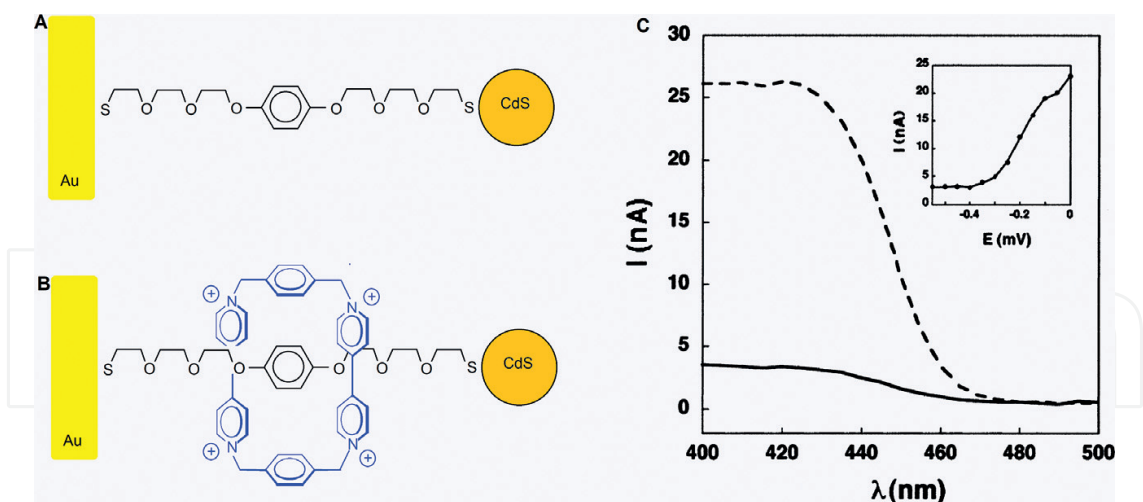 A
S O O O O O O S
CdS
Au
B
N N
S O O O O O O S
CdS
N N
Au
C
I (nA)
30
25
20
15
10
5
0
400 420 440 460 480 500
λ(nm)
I (nA)
25
20
15
10
5
0
-0.4 -0.2 0
E (mV)